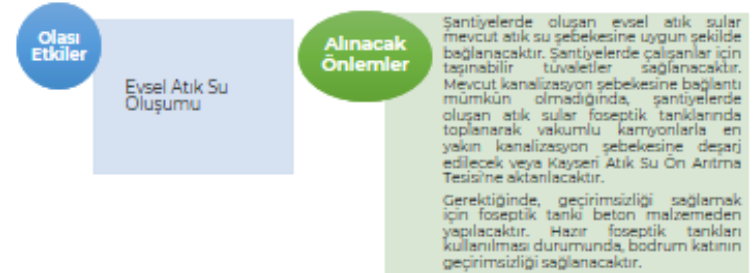 Olası
Etkiler
Evsel Atık Su
Oluşumu
Alınacak
Önlemler
Şantiyelerde oluşan evsel atık sular
mevcut atık su şebekesine uygun şekilde
bağlanacaktır. Şantiyelerde çalışanlar için
taşınabilir tuvaletler sağlanacaktır.
Mevcut kanalizasyon şebekesine bağlantı
mümkün olmadığında, şantiyelerde
oluşan atık sular foseptik tanklarında
toplanarak vakumlu kamyonlarla en
yakın kanalizasyon şebekesine deşarj
edilecek veya Kayseri Atık Su Ön Arıtma
Tesisi'ne aktarılacaktır.
Gerektiğinde, geçirimsizliği sağlamak
için foseptik tanki beton malzemeden
yapılacaktır. Hazır foseptik tankları
kullanılması durumunda, bodrum katının
geçirimsizliği sağlanacaktır.